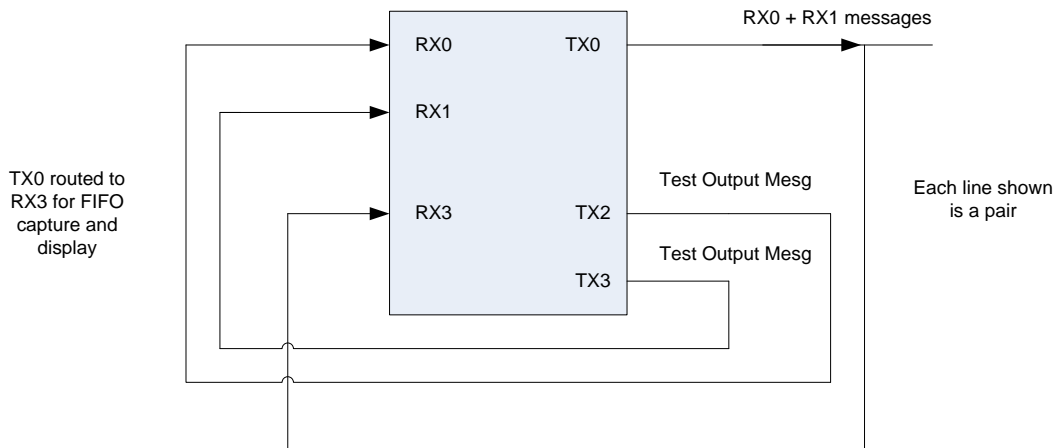 RX0 + RX1 messages
RX0
TX0
RX1
TX0 routed to
RX3 for FIFO
capture and
display
Test Output Mesg
Each line shown
is a pair
RX3
TX2
Test Output Mesg
TX3